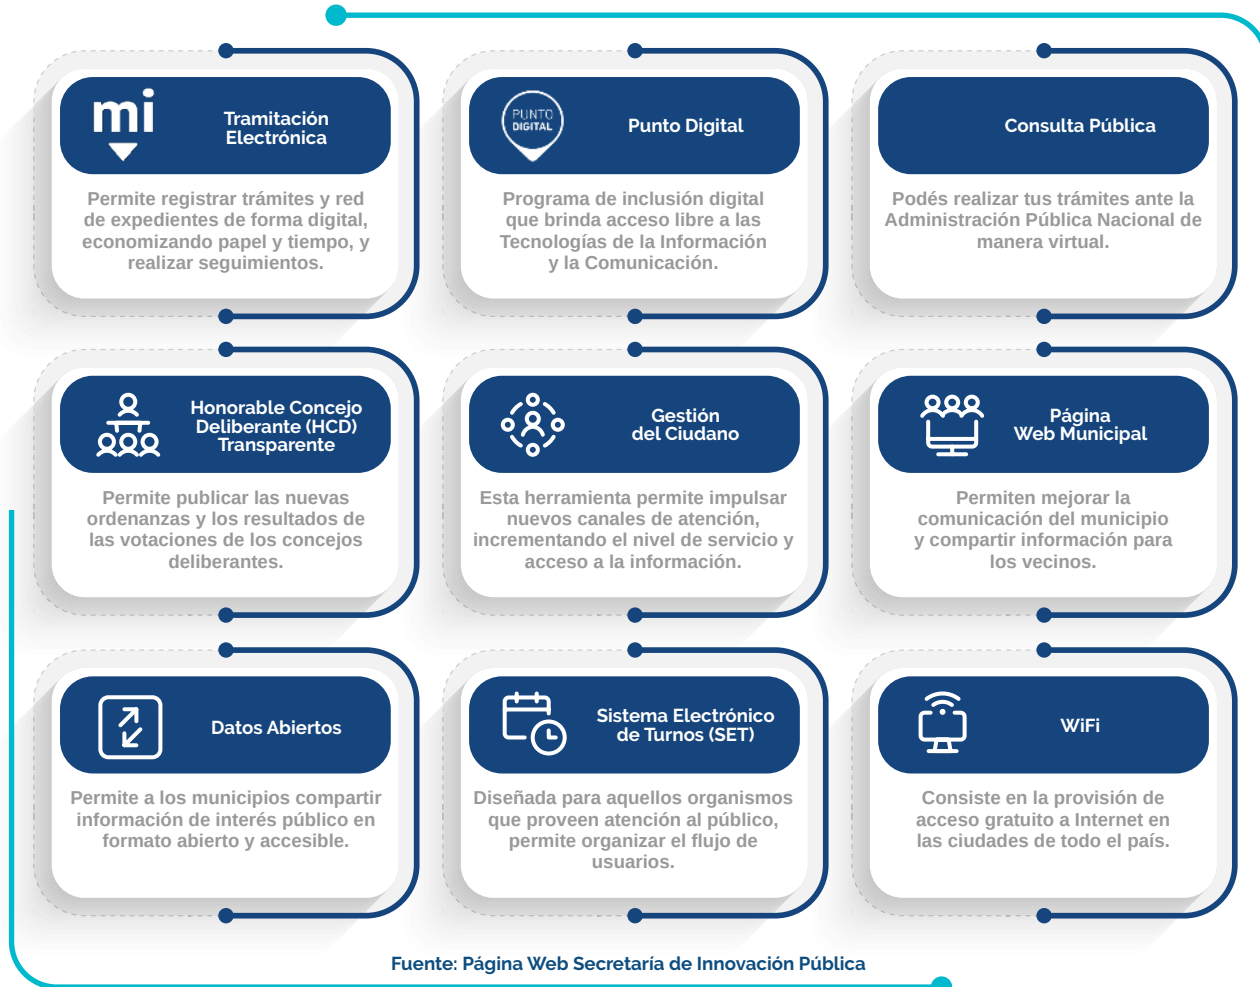 mi
Tramitación
Electrónica
Permite registrar trámites y red
de expedientes de forma digital,
economizando papel y tiempo, y
realizar seguimientos.
PUNTO
DIGITAL
Punto Digital
Programa de inclusión digital
que brinda acceso libre a las
Tecnologías de la Información
y la Comunicación.
Consulta Pública
Podés realizar tus trámites ante la
Administración Pública Nacional de
manera virtual.
Honorable Concejo
Deliberante (HCD)
Transparente
Permite publicar las nuevas
ordenanzas y los resultados de
las votaciones de los concejos
deliberantes.
Gestión
del Ciudano
Esta herramienta permite impulsar
nuevos canales de atención,
incrementando el nivel de servicio y
acceso a la información.
Página
Web Municipal
Permiten mejorar la
comunicación del municipio
y compartir información para
los vecinos.
Datos Abiertos
Permite a los municipios compartir
información de interés público en
formato abierto y accesible.
Sistema Electrónico
de Turnos (SET)
Diseñada para aquellos organismos
que proveen atención al público,
permite organizar el flujo de
usuarios.
WiFi
Consiste en la provisión de
acceso gratuito a Internet en
las ciudades de todo el país.
Fuente: Página Web Secretaría de Innovación Pública